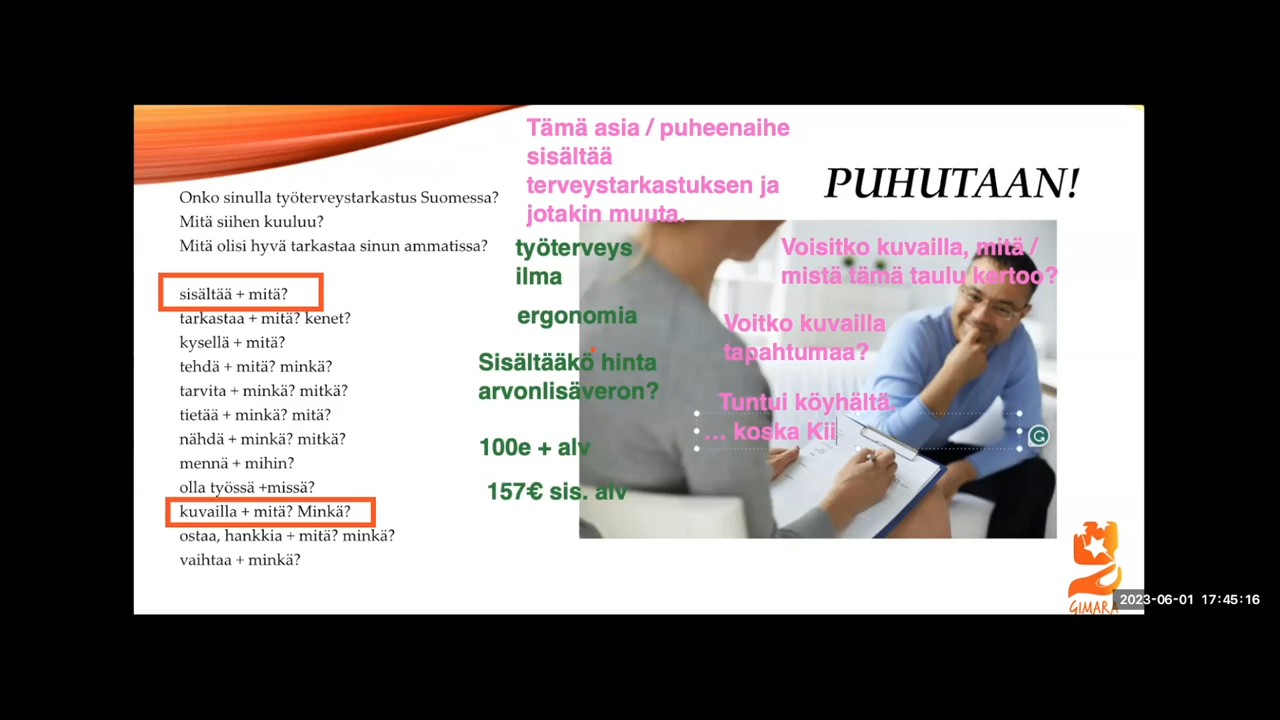 Tämä asia / puheenaihe
sisältää
terveystarkastuksen ja
jotakin muuta.
PUHUTAAN!
Onko sinulla työterveystarkastus Suomessa?
Mitä siihen kuuluu?
Mitä olisi hyvä tarkastaa sinun ammatissa?
sisältää + mitä?
tarkastaa + mitä? kenet?
kysellä + mitä?
tehdä + mitä? minkä?
tarvita + minkä? mitkä?
tietää + minkä? mitä?
nähdä + minkä? mitkä?
mennä + mihin?
olla työssä +missä?
kuvailla + mitä? Minkä?
ostaa, hankkia + mitä? minkä?
vaihtaa + minkä?
työterveys
ilma
ergonomia
Sisältääkö hinta
arvonlisäveron?
100e + alv
157€ sis. alv
Voisitko kuvailla, mitä /
mistä tämä taulu kertoo?
Voitko kuvailla
tapahtumaa?
Tuntui köyhältä,
... koska Kii
GIMARA
2023-06-01 17:45:16